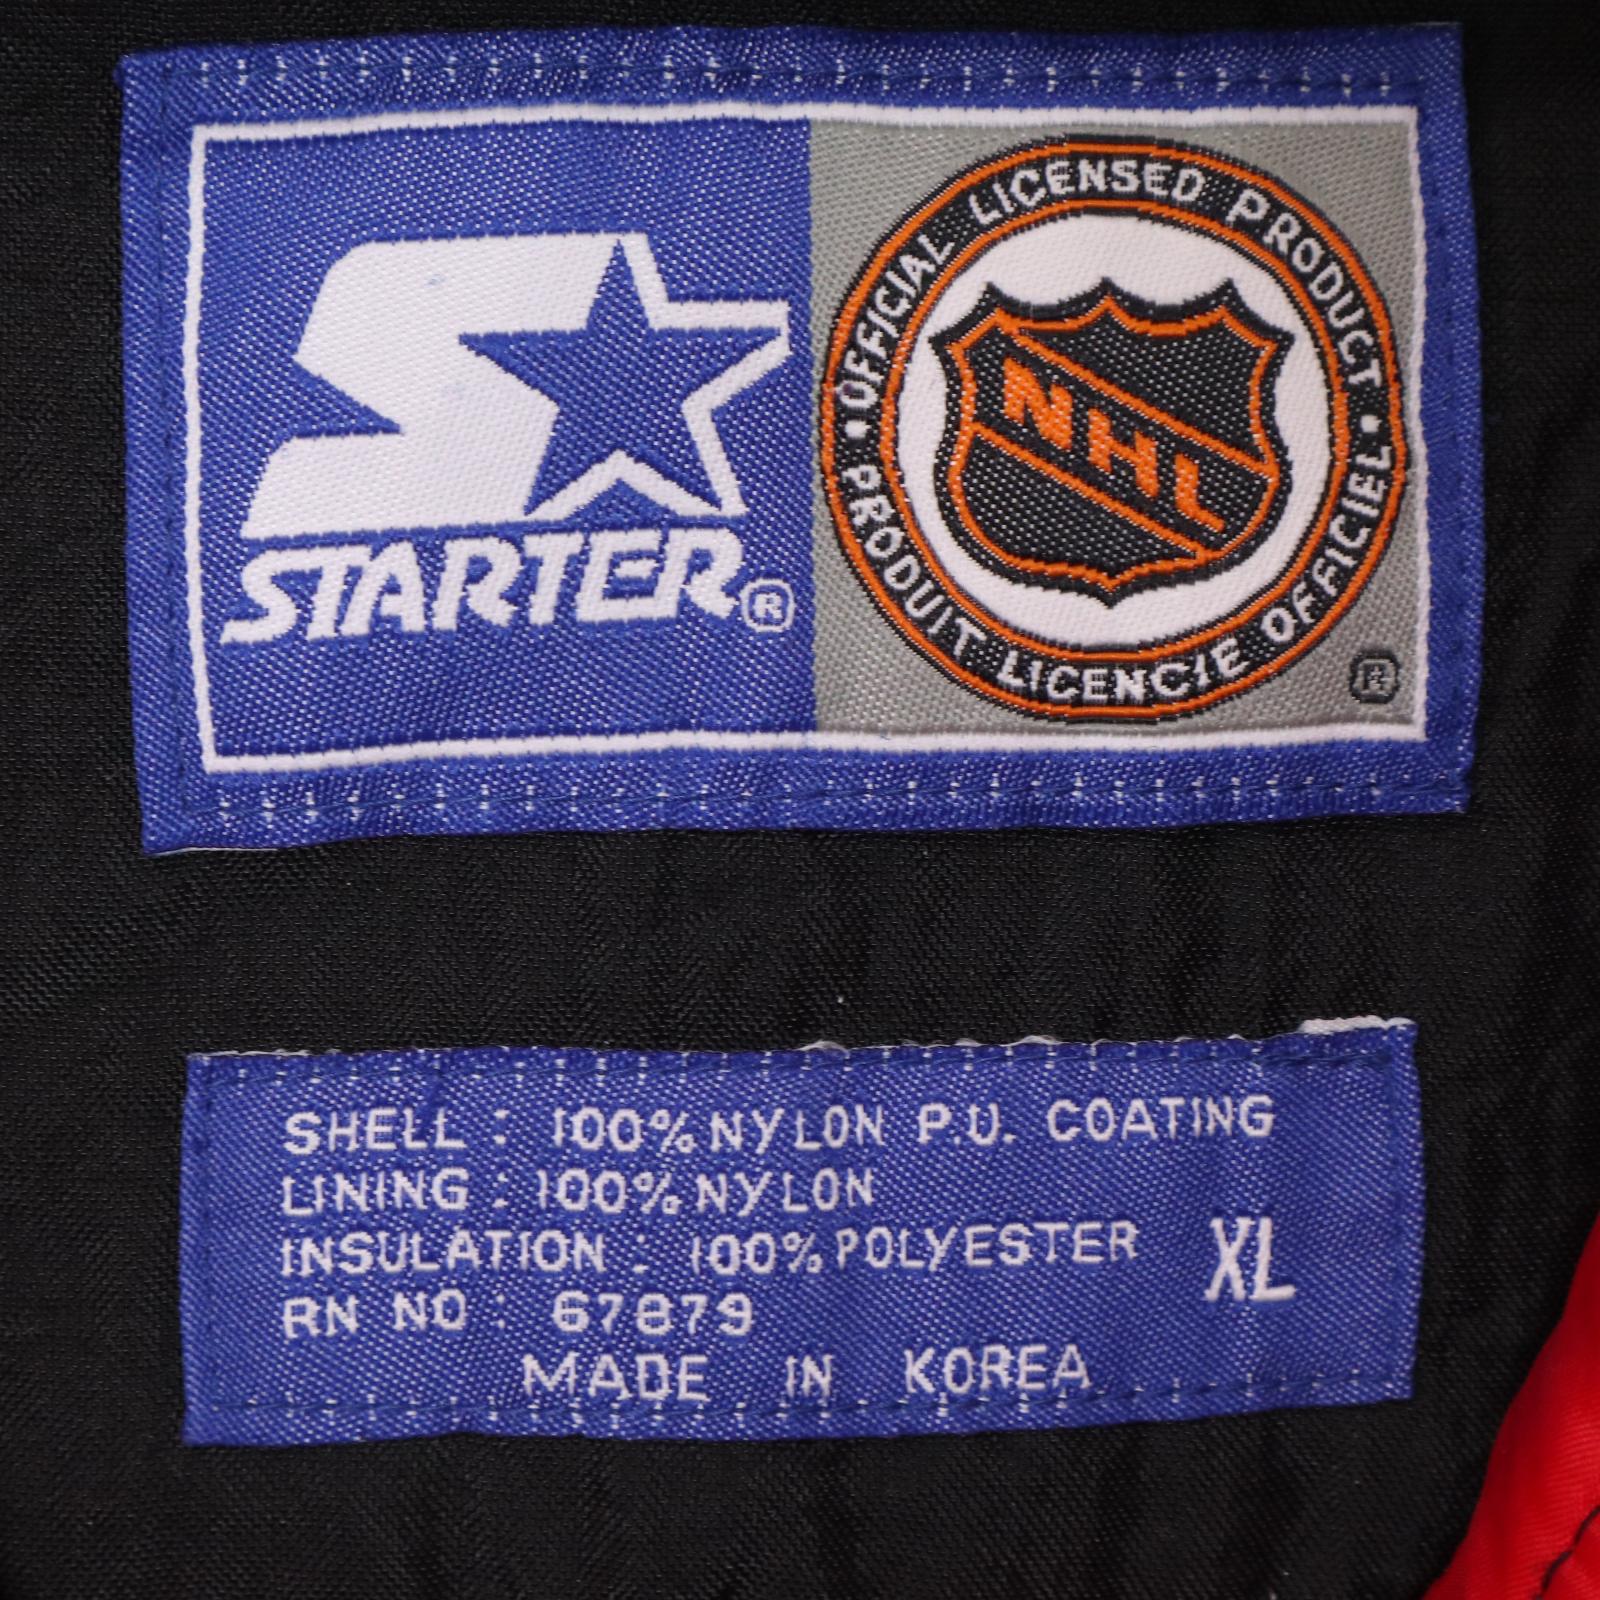 STARTER®
OFFICIAL LICENSED PRODUCT
NHL
• PRODUIT LICENCIE OFFICIEL •
®
SHELL : 100% NYLON P.U. COATING
LINING : 100% NYLON
INSULATION : 100% POLYESTER
XL
RN NO : 67879
MADE IN KOREA